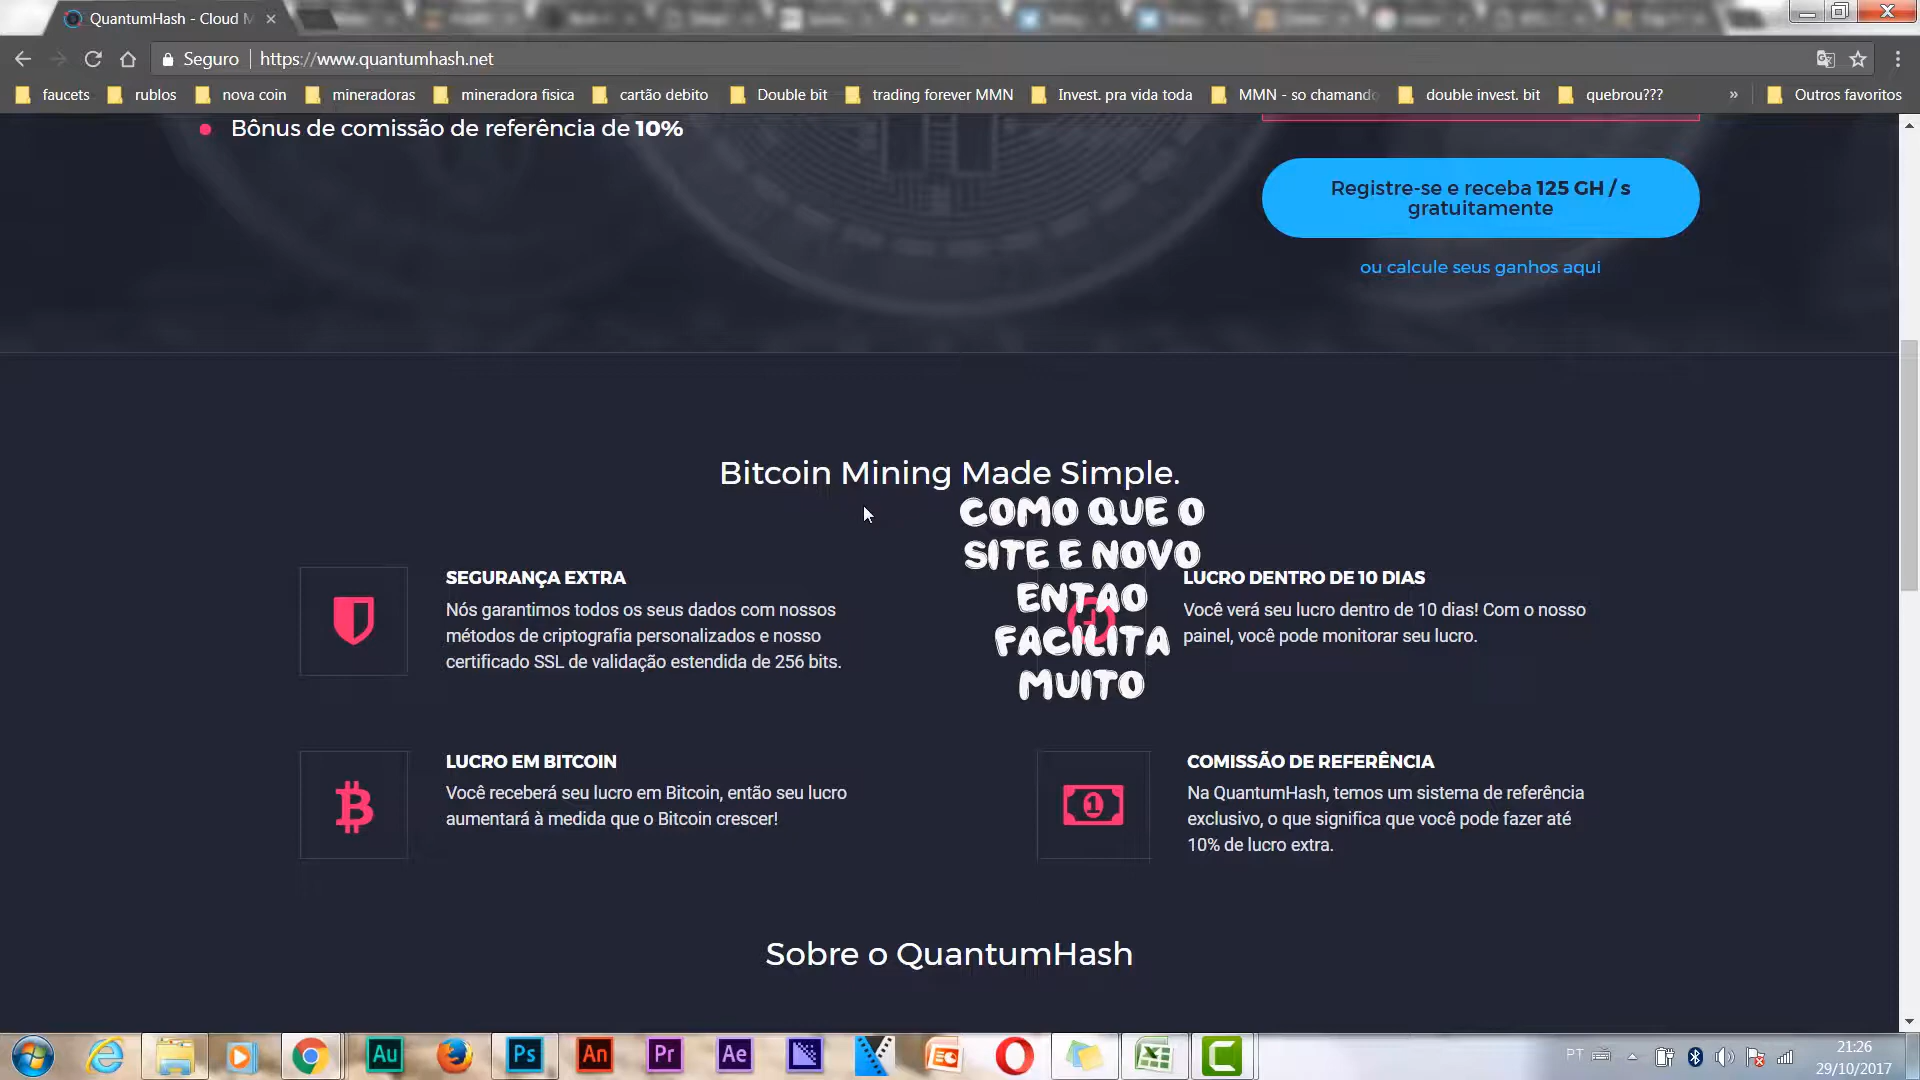 QuantumHash - Cloud M
Seguro
https://www.quantumhash.net
faucets
rublos
nova coin
mineradoras
mineradora fisica
cartão debito
Double bit
trading forever MMN
Invest. pra vida toda
MMN - so chamando
double invest. bit
quebrou???
»
Outros favoritos
Bônus de comissão de referência de 10%
Registre-se e receba 125 GH / s
gratuitamente
ou calcule seus ganhos aqui
Bitcoin Mining Made Simple.
COMO QUE O
SITE E NOVO
ENTAO
FACILITA
MUITO
SEGURANÇA EXTRA
Nós garantimos todos os seus dados com nossos
métodos de criptografia personalizados e nosso
certificado SSL de validação estendida de 256 bits.
LUCRO DENTRO DE 10 DIAS
Você verá seu lucro dentro de 10 dias! Com o nosso
painel, você pode monitorar seu lucro.
LUCRO EM BITCOIN
Você receberá seu lucro em Bitcoin, então seu lucro
aumentará à medida que o Bitcoin crescer!
COMISSÃO DE REFERÊNCIA
Na QuantumHash, temos um sistema de referência
exclusivo, o que significa que você pode fazer até
10% de lucro extra.
Sobre o QuantumHash
Au
Ps
An
Pr
Ae
PT
21:26
29/10/2017